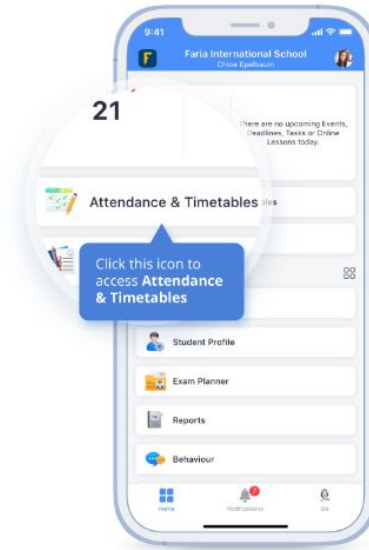 9:41
Faria International School
Chloe Epelbaum
21
There are no upcoming Events,
Deadlines, Tasks or Online
Lessons today.
Attendance & Timetables
Click this icon to
access Attendance
& Timetables
Student Profile
Exam Planner
Reports
Behaviour
Home
Notifications